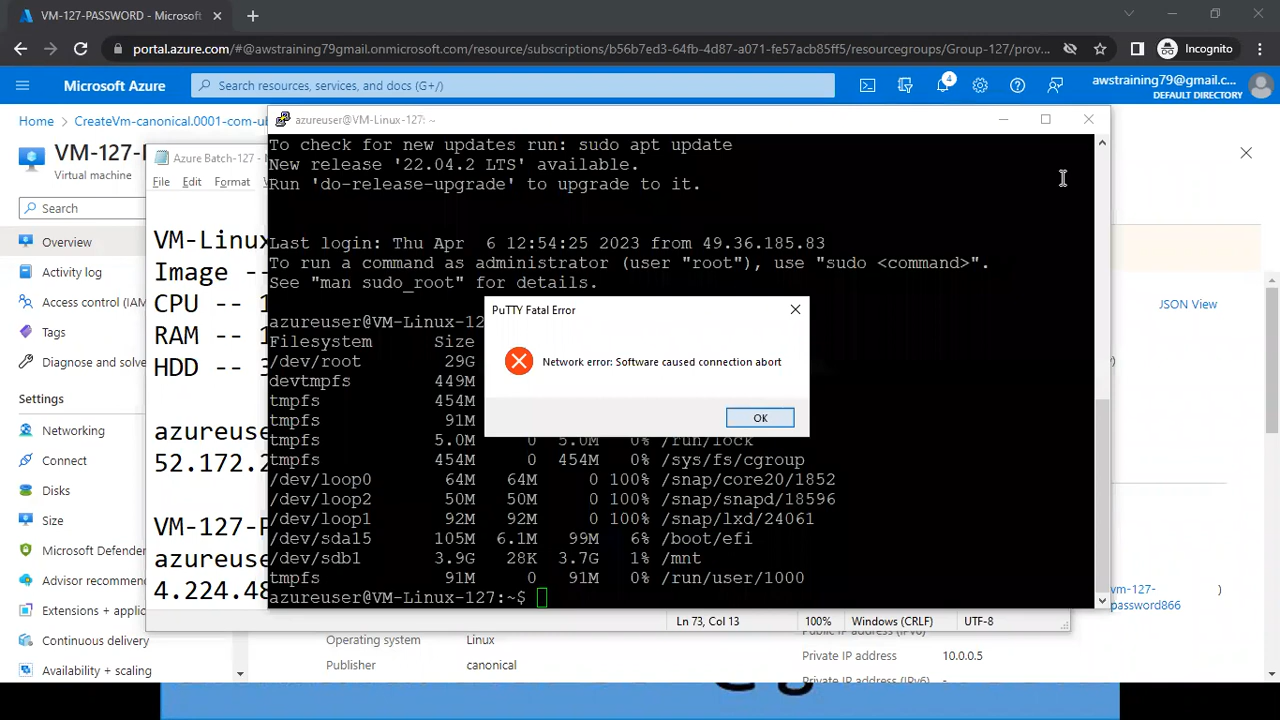 VM-127-PASSWORD - Microsoft
portal.azure.com/#@awstraining79gmail.onmicrosoft.com/resource/subscriptions/b56b7ed3-64fb-4d87-a071-fe57acb85ff5/resourcegroups/Group-127/prov...
Incognito
Microsoft Azure
Search resources, services, and docs (G+/)
4
awstraining79@gmail.c...
DEFAULT DIRECTORY
Home > CreateVm-canonical.0001-com-ub
VM-127-P
Virtual machine
Search
Overview
Activity log
Access control (IAM
Tags
Diagnose and solve
Settings
Networking
Connect
Disks
Size
Microsoft Defender
Advisor recommend
Extensions + applic
Continuous delivery
Availability + scaling
Azure Batch-127 -
File Edit Format
VM-Linux
Image --
CPU -- 1
RAM -- 1
HDD -- 3
azureuse
52.172.2
VM-127-P
azureuse
4.224.48
azureuser@VM-Linux-127: ~
To check for new updates run: sudo apt update
New release '22.04.2 LTS' available.
Run 'do-release-upgrade' to upgrade to it.
Last login: Thu Apr  6 12:54:25 2023 from 49.36.185.83
To run a command as administrator (user "root"), use "sudo <command>".
See "man sudo_root" for details.
azureuser@VM-Linux-12
Filesystem Size
/dev/root 29G
devtmpfs 449M
tmpfs 454M
tmpfs 91M
tmpfs 5.0M 0 5.0M 0% /run/lock
tmpfs 454M 0 454M 0% /sys/fs/cgroup
/dev/loop0 64M 64M 0 100% /snap/core20/1852
/dev/loop2 50M 50M 0 100% /snap/snapd/18596
/dev/loop1 92M 92M 0 100% /snap/lxd/24061
/dev/sda15 105M 6.1M 99M 6% /boot/efi
/dev/sdb1 3.9G 28K 3.7G 1% /mnt
tmpfs 91M 0 91M 0% /run/user/1000
azureuser@VM-Linux-127:~$
PuTTY Fatal Error
Network error: Software caused connection abort
OK
JSON View
vm-127-
password866
)
Ln 73, Col 13 100% Windows (CRLF) UTF-8
Operating system Linux
Publisher canonical
Public IP address (IPv6)
Private IP address 10.0.0.5
Private IP address (IPv6) -